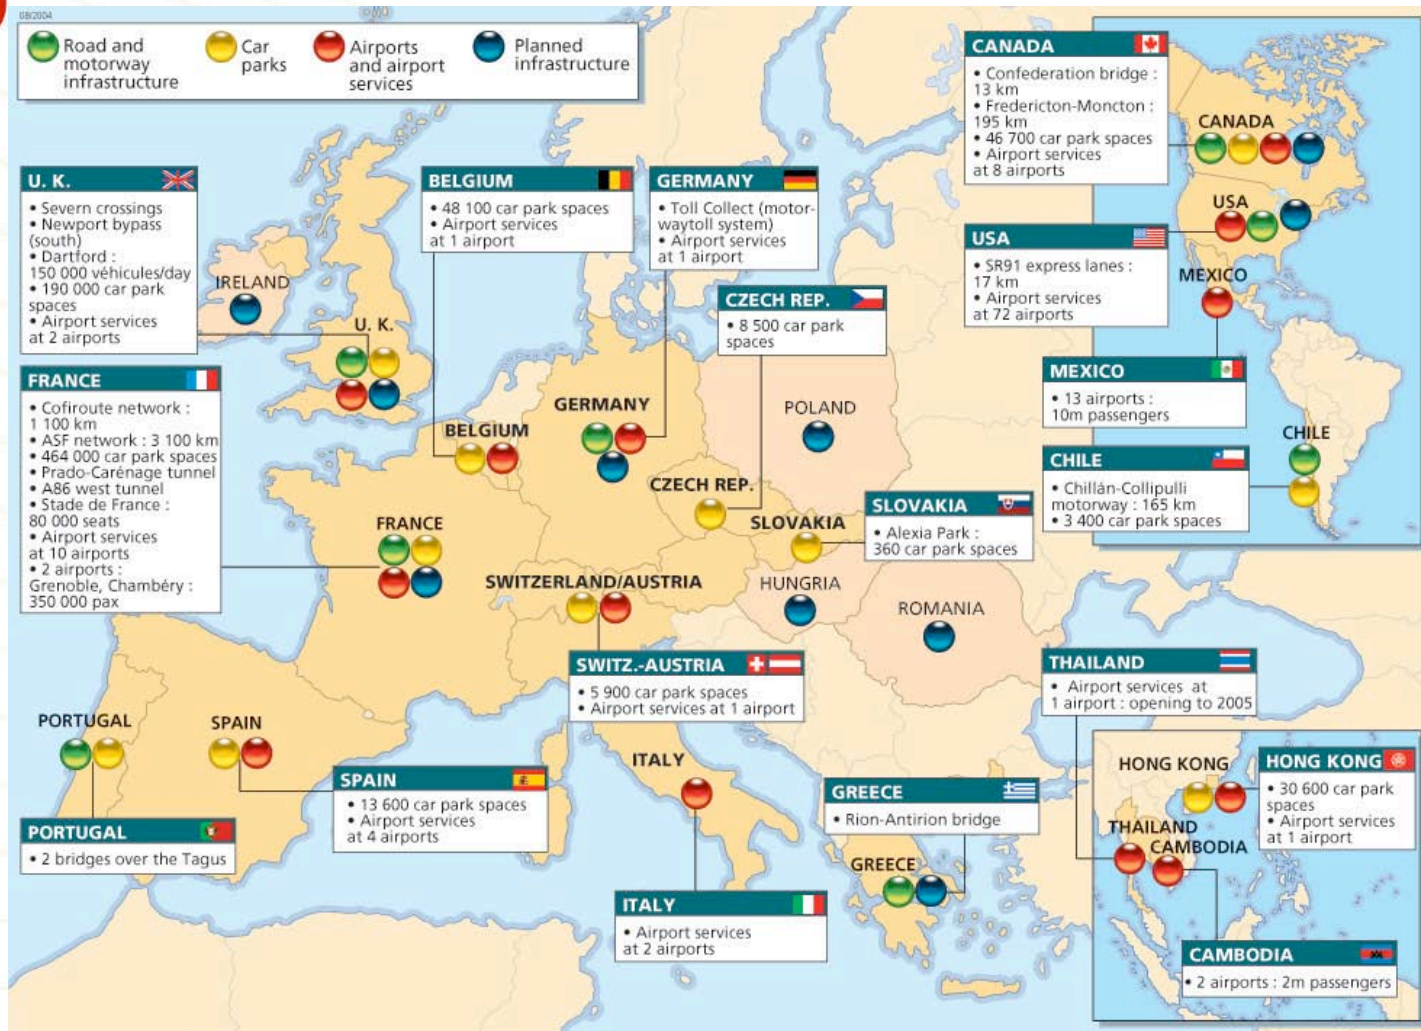 08/2004
Road and
motorway
infrastructure
Car
parks
Airports
and airport
services
Planned
infrastructure
CANADA
• Confederation bridge :
13 km
• Fredericton-Moncton :
195 km
• 46 700 car park spaces
• Airport services
at 8 airports
CANADA
USA
USA
• SR91 express lanes :
17 km
• Airport services
at 72 airports
MEXICO
MEXICO
• 13 airports :
10m passengers
CHILE
CHILE
• Chillán-Collipulli
motorway : 165 km
• 3 400 car park spaces
U. K.
• Severn crossings
• Newport bypass
(south)
• Dartford :
150 000 véhicules/day
• 190 000 car park
spaces
• Airport services
at 2 airports
IRELAND
U. K.
BELGIUM
• 48 100 car park spaces
• Airport services
at 1 airport
GERMANY
• Toll Collect (motor-
waytoll system)
• Airport services
at 1 airport
CZECH REP.
• 8 500 car park
spaces
FRANCE
• Cofiroute network :
1 100 km
• ASF network : 3 100 km
• 464 000 car park spaces
• Prado-Carénage tunnel
• A86 west tunnel
• Stade de France :
80 000 seats
• Airport services
at 10 airports
• 2 airports :
Grenoble, Chambéry :
350 000 pax
GERMANY
BELGIUM
POLAND
CZECH REP.
SLOVAKIA
SLOVAKIA
• Alexia Park :
360 car park spaces
FRANCE
SWITZERLAND/AUSTRIA
HUNGRIA
ROMANIA
SWITZ.-AUSTRIA
• 5 900 car park spaces
• Airport services at 1 airport
THAILAND
• Airport services at
1 airport : opening to 2005
PORTUGAL
SPAIN
ITALY
SPAIN
• 13 600 car park spaces
• Airport services
at 4 airports
PORTUGAL
• 2 bridges over the Tagus
GREECE
• Rion-Antirion bridge
GREECE
ITALY
• Airport services
at 2 airports
HONG KONG
HONG KONG
• 30 600 car park
spaces
• Airport services
at 1 airport
THAILAND
CAMBODIA
CAMBODIA
• 2 airports : 2m passengers